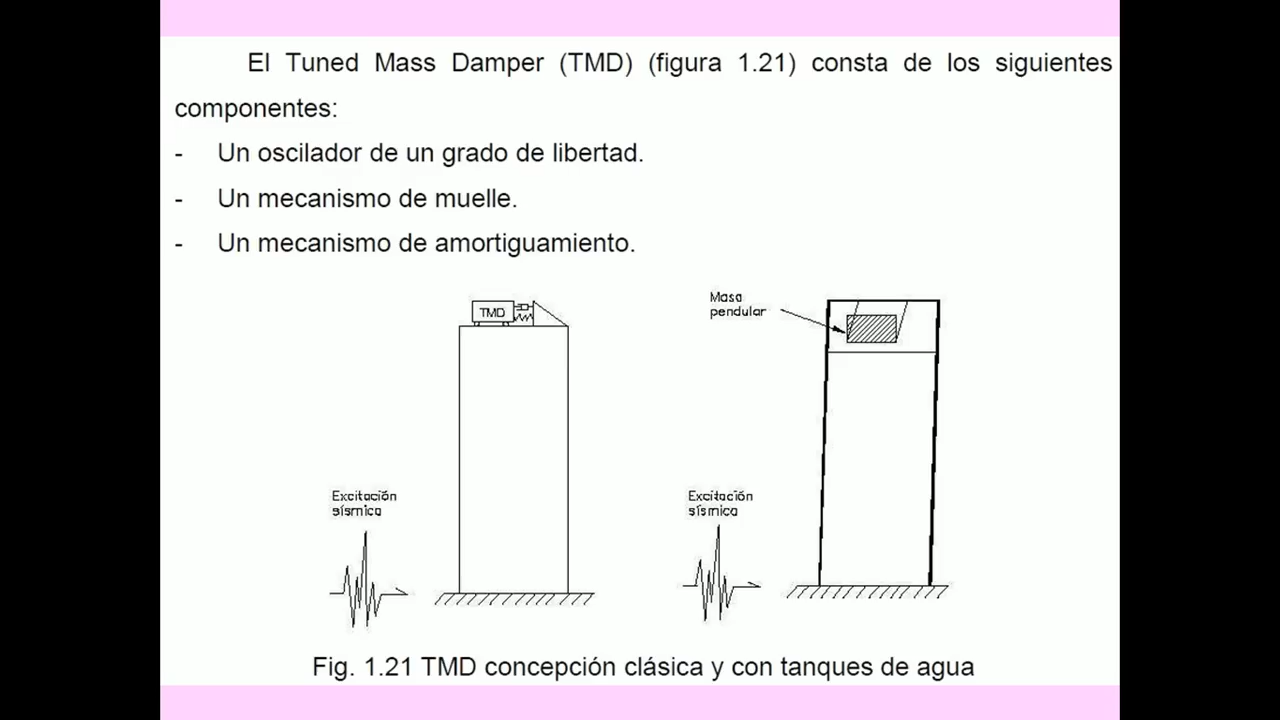 El Tuned Mass Damper (TMD) (figura 1.21) consta de los siguientes
componentes:
- Un oscilador de un grado de libertad.
- Un mecanismo de muelle.
- Un mecanismo de amortiguamiento.
TMD
Masa
pendular
Excitación
sísmica
Excitación
sísmica
Fig. 1.21 TMD concepción clásica y con tanques de agua